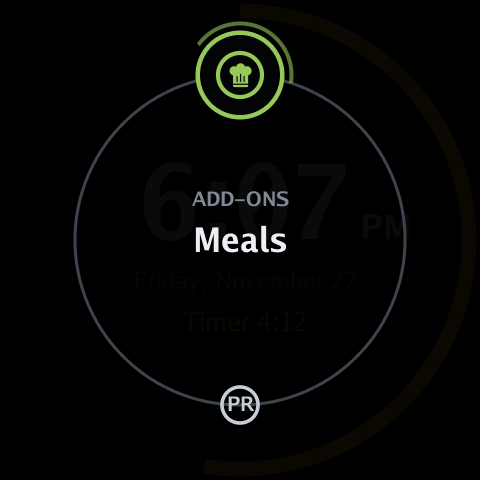 ADD-ONS
6:07 PM
Meals
Friday, November 27
Timer 4:12
PR